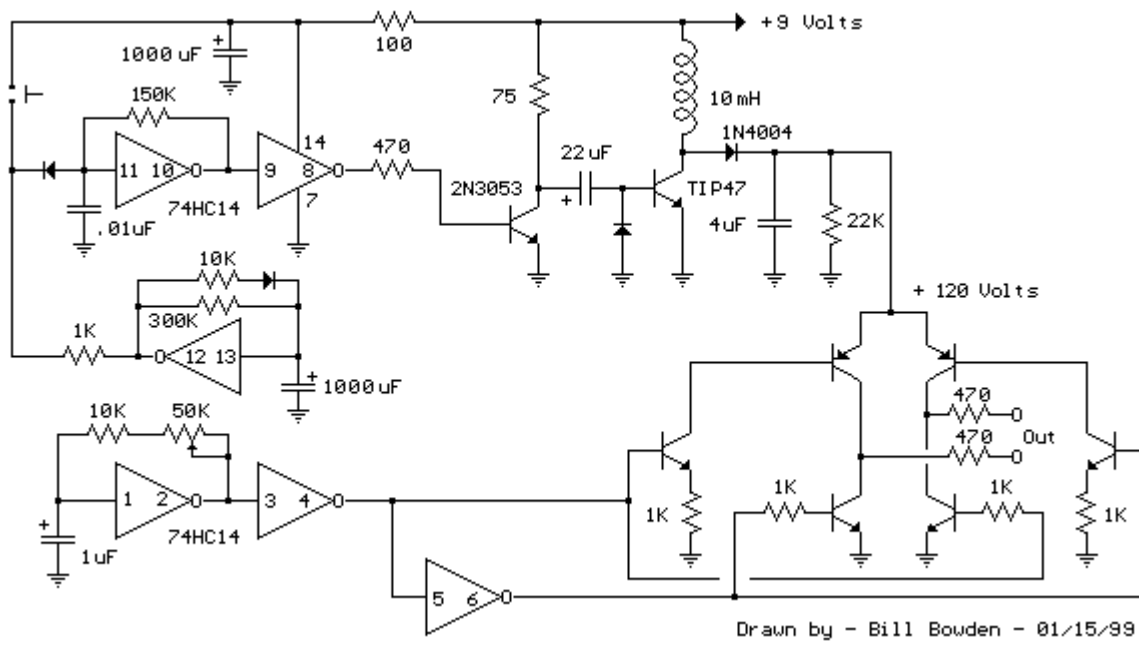 +9 Volts
1000 uF
100
T
150K
75
10mH
1N4004
14
470
22uF
11 10
9 8
2N3053
TIP47
7
+
+
74HC14
.01uF
4uF
22K
10K
+ 120 Volts
300K
1K
12 13
+
1000uF
470
10K 50K
Out
470
1 2
3 4
1K 1K
+
74HC14
1K
1K
1uF
5 6
Drawn by - Bill Bowden - 01/15/99